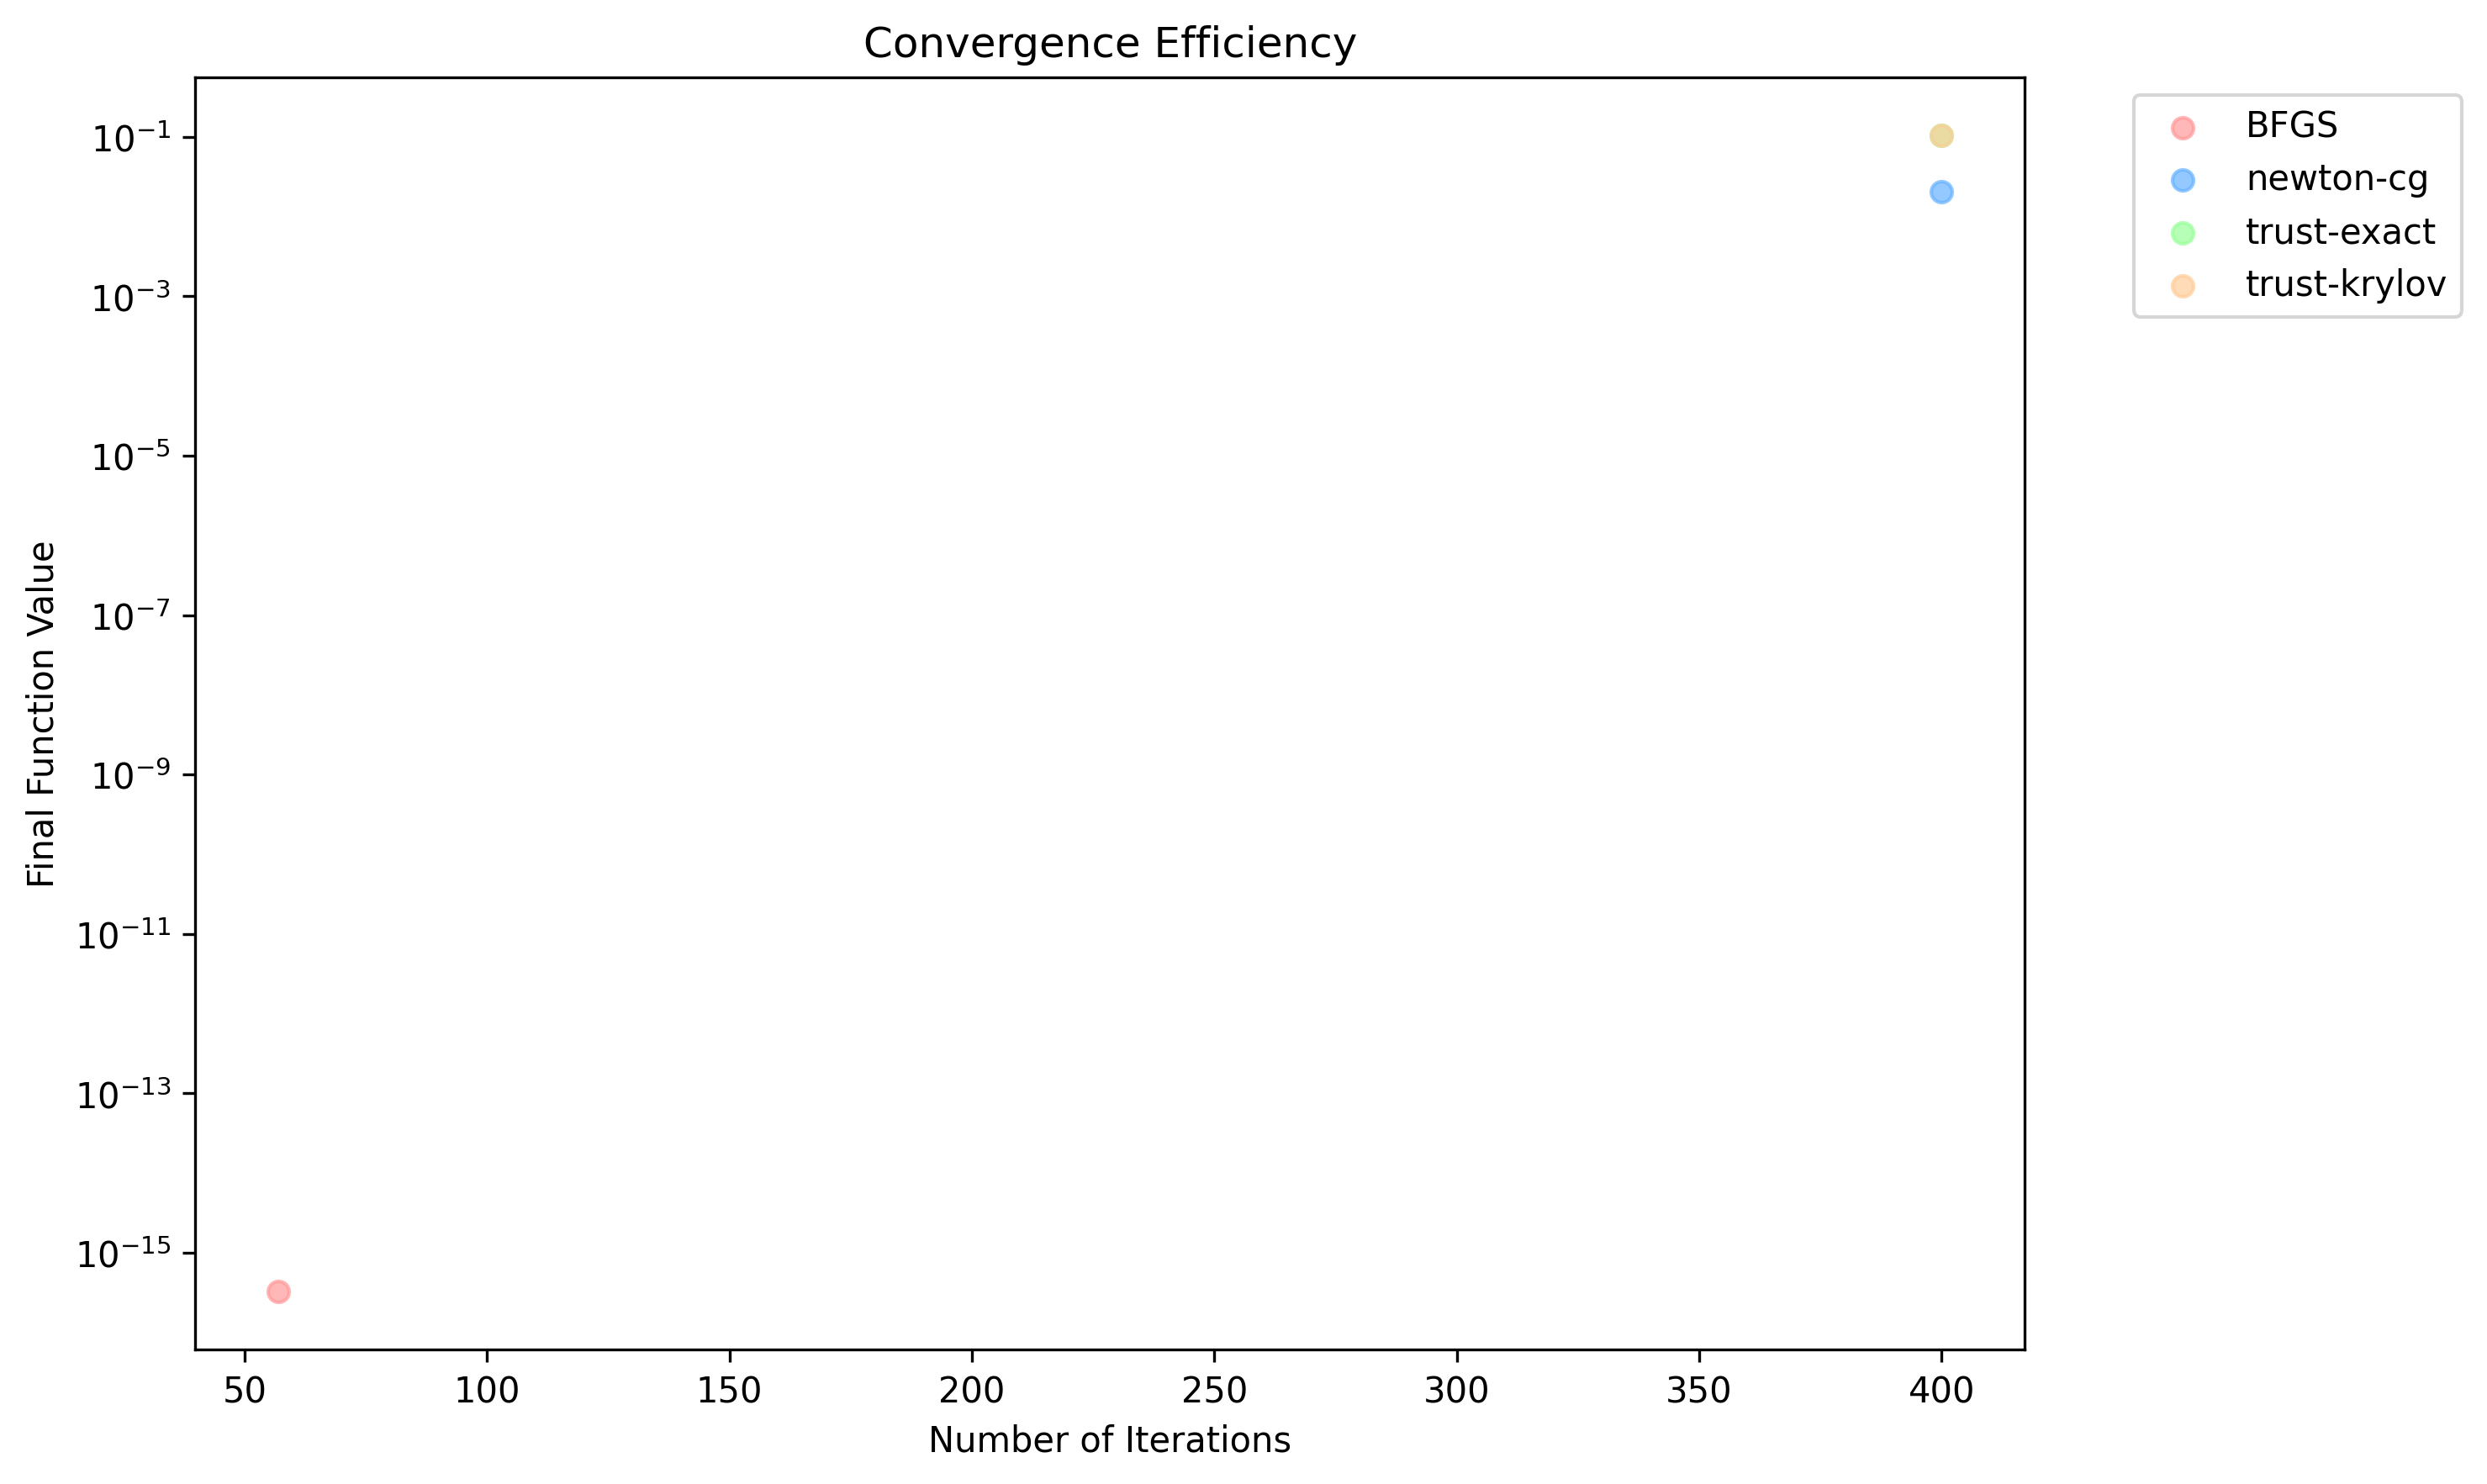 Convergence Efficiency
10⁻¹
10⁻³
10⁻⁵
10⁻⁷
10⁻⁹
10⁻¹¹
10⁻¹³
10⁻¹⁵
Final Function Value
50 100 150 200 250 300 350 400
Number of Iterations
BFGS
newton-cg
trust-exact
trust-krylov